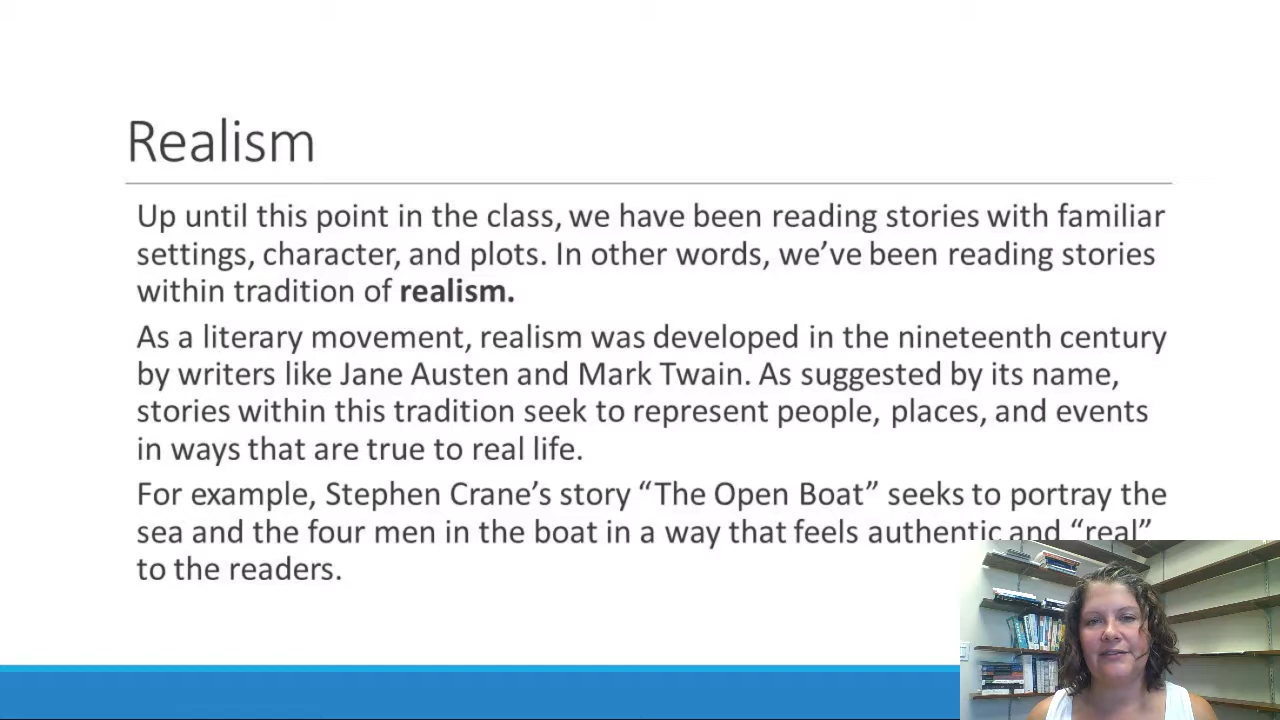 Realism
Up until this point in the class, we have been reading stories with familiar
settings, character, and plots. In other words, we’ve been reading stories
within tradition of realism.
As a literary movement, realism was developed in the nineteenth century
by writers like Jane Austen and Mark Twain. As suggested by its name,
stories within this tradition seek to represent people, places, and events
in ways that are true to real life.
For example, Stephen Crane’s story “The Open Boat” seeks to portray the
sea and the four men in the boat in a way that feels authentic and “real”
to the readers.